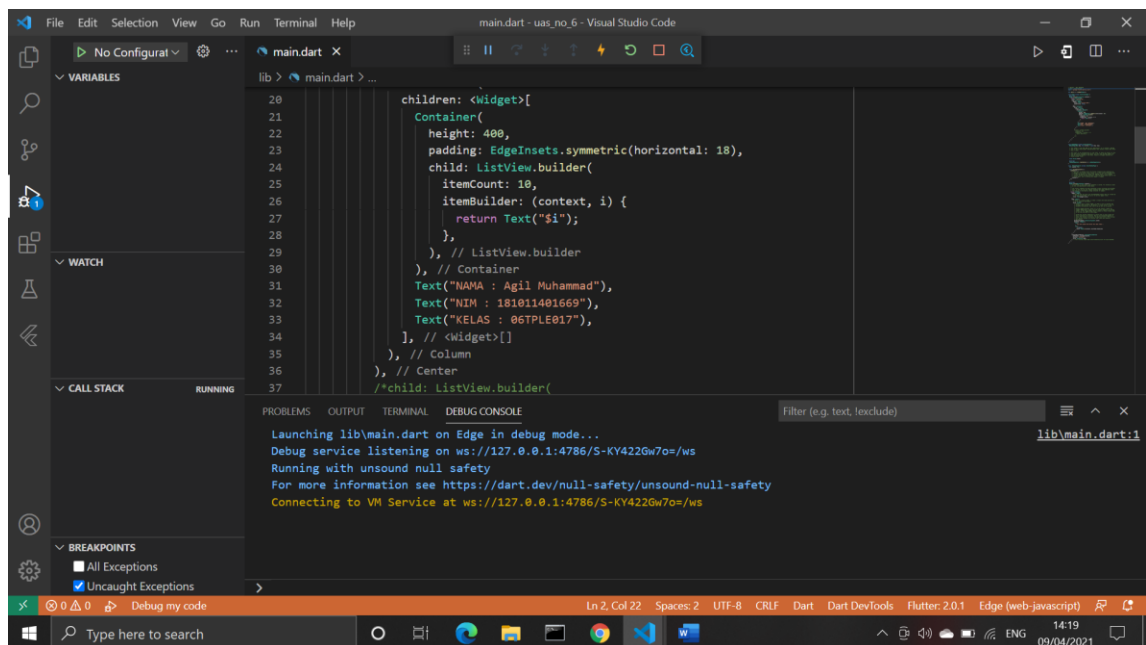 File Edit Selection View Go Run Terminal Help main.dart - uas_no_6 - Visual Studio Code
No Configurat
main.dart
VARIABLES
lib > main.dart > ...
20 children: <Widget>[
21 Container(
22 height: 400,
23 padding: EdgeInsets.symmetric(horizontal: 18),
24 child: ListView.builder(
25 itemCount: 10,
26 itemBuilder: (context, i) {
27 return Text("$i");
28 },
29 ), // ListView.builder
30 ), // Container
31 Text("NAMA : Agil Muhammad"),
32 Text("NIM : 181011401669"),
33 Text("KELAS : 06TPLE017"),
34 ], // <Widget>[]
35 ), // Column
36 ), // Center
37 /*child: ListView.builder(
WATCH
CALL STACK RUNNING
PROBLEMS OUTPUT TERMINAL DEBUG CONSOLE Filter (e.g. text, !exclude)
Launching lib\main.dart on Edge in debug mode... lib\main.dart:1
Debug service listening on ws://127.0.0.1:4786/S-KY422Gw7o=/ws
Running with unsound null safety
For more information see https://dart.dev/null-safety/unsound-null-safety
Connecting to VM Service at ws://127.0.0.1:4786/S-KY422Gw7o=/ws
1
BREAKPOINTS
All Exceptions
Uncaught Exceptions
0 0 Debug my code Ln 2, Col 22 Spaces: 2 UTF-8 CRLF Dart Dart DevTools Flutter: 2.0.1 Edge (web-javascript)
Type here to search ENG 14:19
09/04/2021